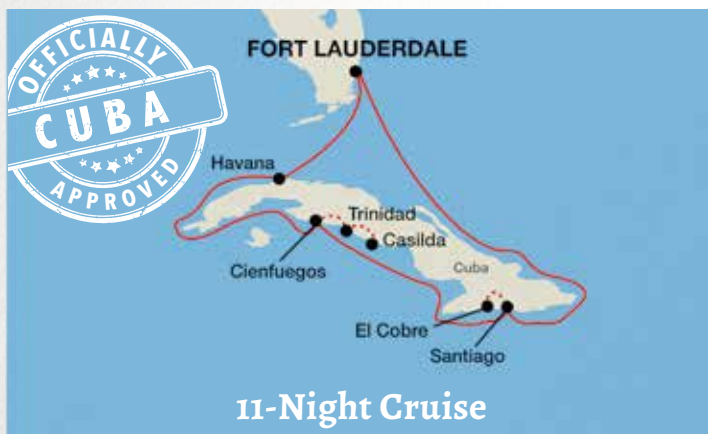 OFFICIALLY
CUBA
APPROVED
FORT LAUDERDALE
Havana
Trinidad
Casilda
Cienfuegos
Cuba
El Cobre
Santiago
11-Night Cruise